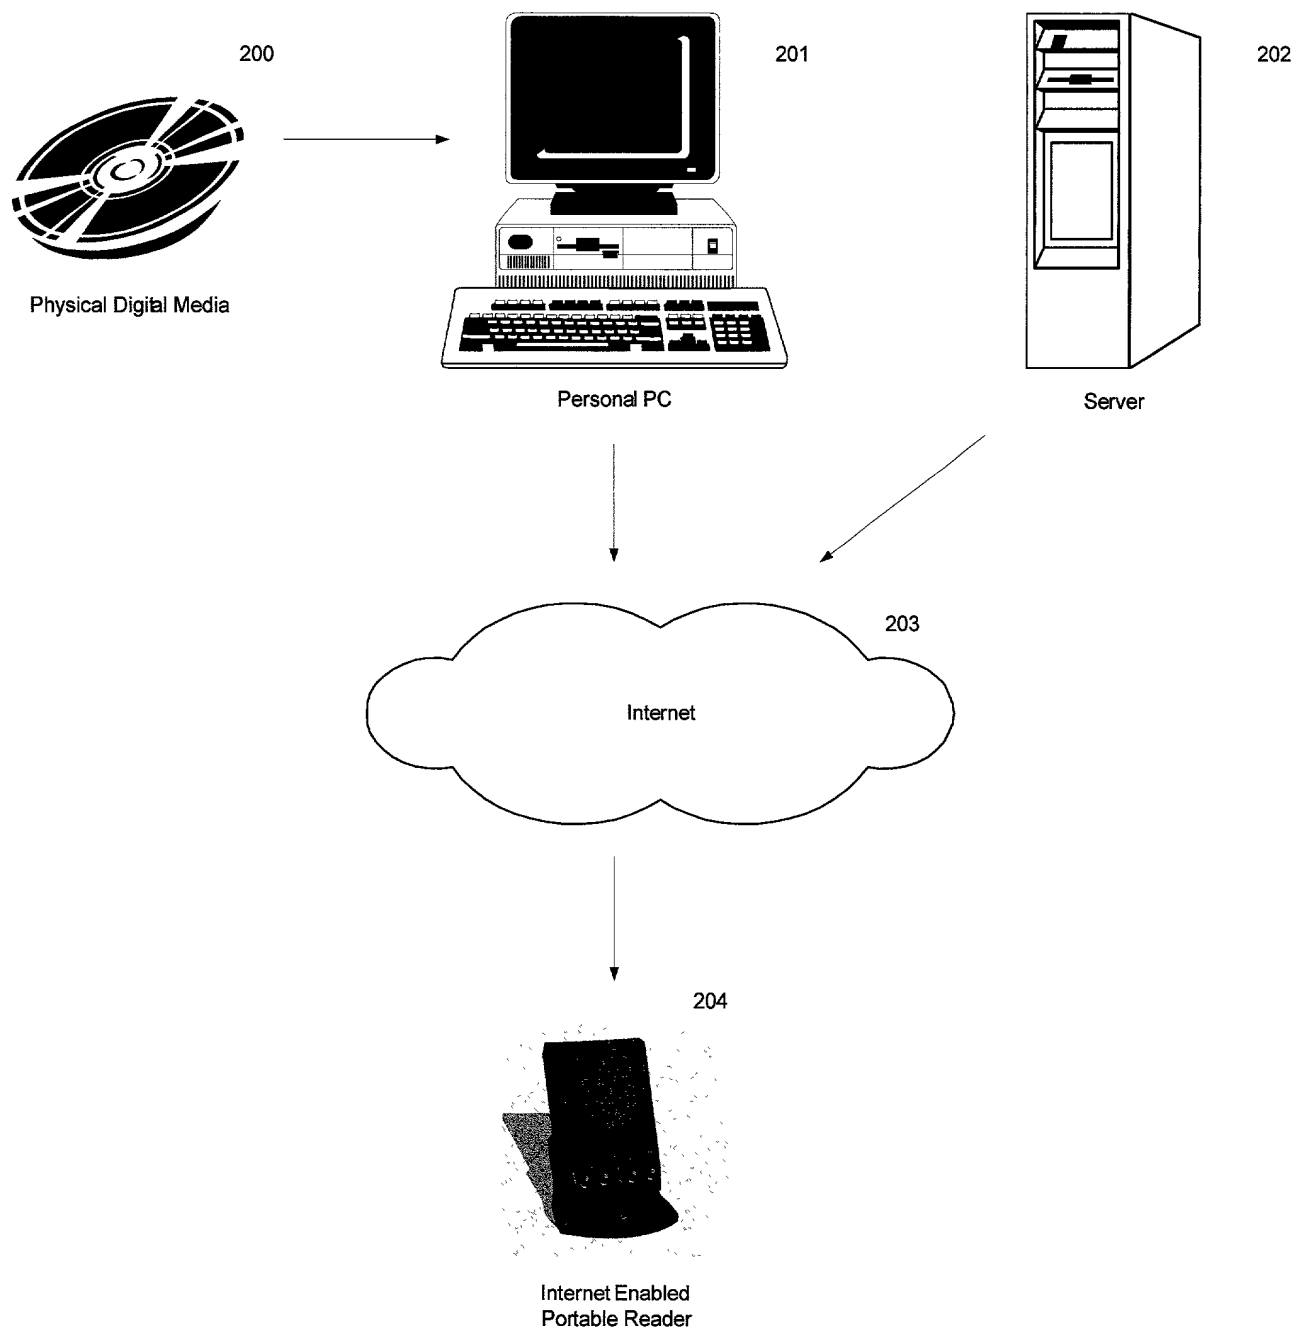 200
201
202
Physical Digital Media
Personal PC
Server
203
Internet
204
Internet Enabled
Portable Reader